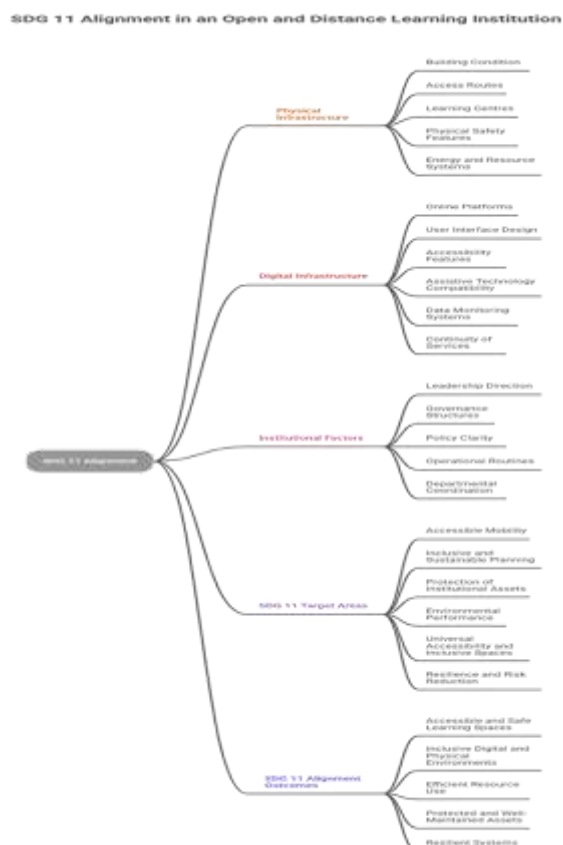 SDG 11 Alignment in an Open and Distance Learning Institution
Building Condition
Access Routes
Learning Centres
Physical Safety
Features
Energy and Resource
Systems
Physical
Infrastructure
Online Platforms
User Interface Design
Accessibility
Features
Assistive Technology
Compatibility
Data Monitoring
Systems
Continuity of
Services
Digital Infrastructure
Leadership Direction
Governance
Structures
Policy Clarity
Operational Routines
Departmental
Coordination
Institutional Factors
SDG 11 Alignment
Accessible Mobility
Inclusive and
Sustainable Planning
Protection of
Institutional Assets
Environmental
Performance
Universal
Accessibility and
Inclusive Spaces
Resilience and Risk
Reduction
SDG 11 Target Areas
Accessible and Safe
Learning Spaces
Inclusive Digital and
Physical
Environments
Efficient Resource
Use
Protected and Well-
Maintained Assets
Resilient Systems
SDG 11 Alignment
Outcomes